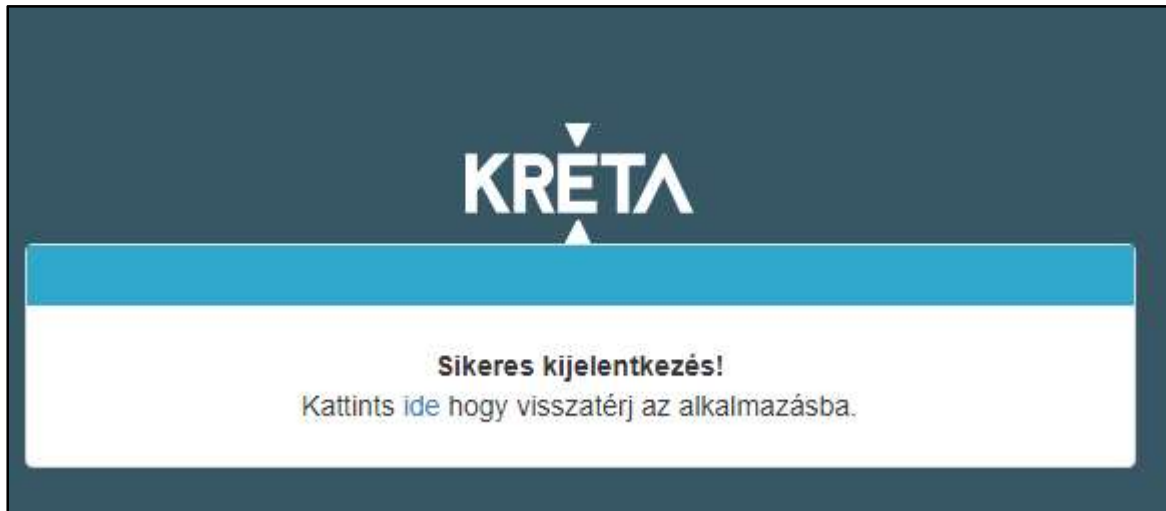 KRÉTA
Sikeres kijelentkezés!
Kattints ide hogy visszatérj az alkalmazásba.